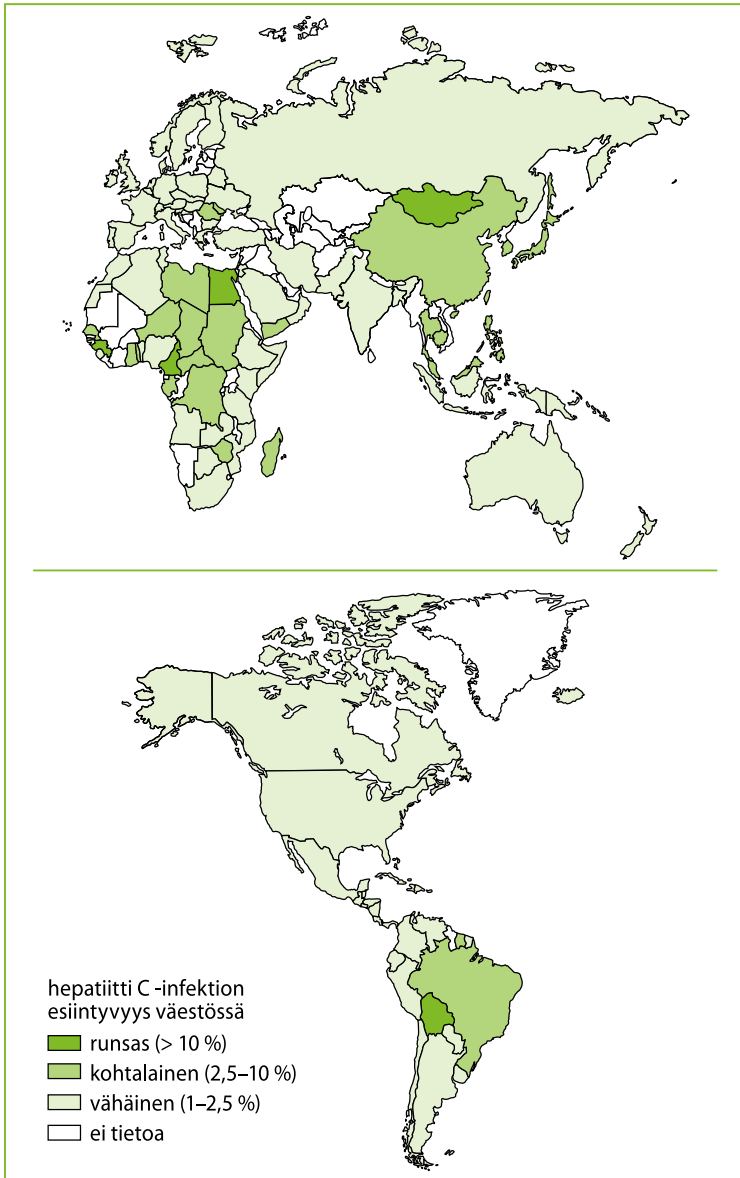 hepatiitti C -infektion
esiintyvyys väestössä
runsas (> 10 %)
kohtalainen (2,5–10 %)
vähäinen (1–2,5 %)
ei tietoa